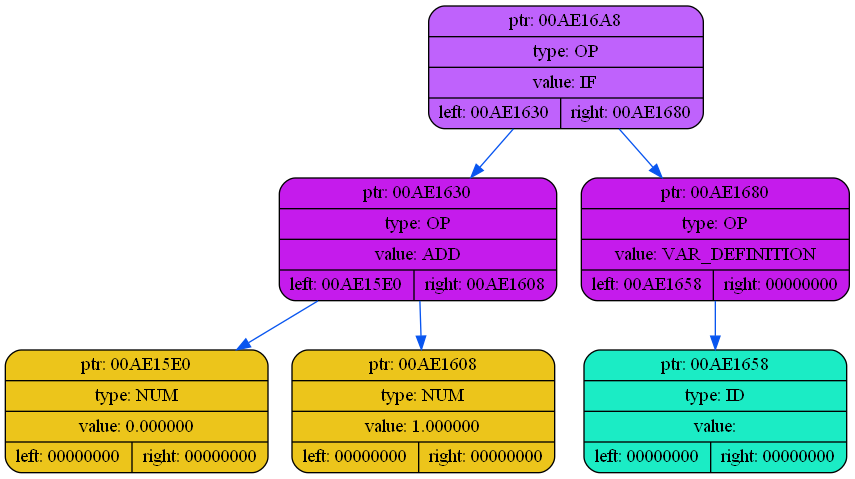 ptr: 00AE16A8
type: OP
value: IF
left: 00AE1630 right: 00AE1680
ptr: 00AE1630
type: OP
value: ADD
left: 00AE15E0 right: 00AE1608
ptr: 00AE1680
type: OP
value: VAR_DEFINITION
left: 00AE1658 right: 00000000
ptr: 00AE15E0
type: NUM
value: 0.000000
left: 00000000 right: 00000000
ptr: 00AE1608
type: NUM
value: 1.000000
left: 00000000 right: 00000000
ptr: 00AE1658
type: ID
value:
left: 00000000 right: 00000000